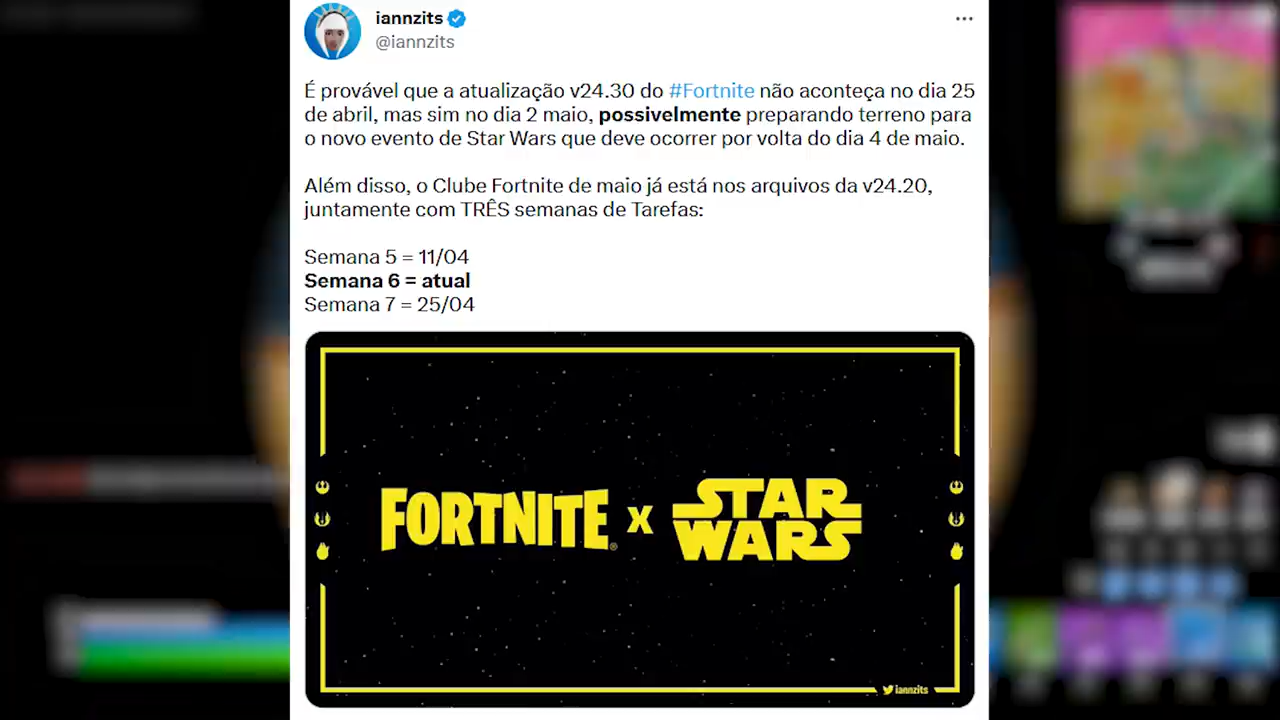 iannzits
@iannzits
É provável que a atualização v24.30 do #Fortnite não aconteça no dia 25
de abril, mas sim no dia 2 maio, possivelmente preparando terreno para
o novo evento de Star Wars que deve ocorrer por volta do dia 4 de maio.
Além disso, o Clube Fortnite de maio já está nos arquivos da v24.20,
juntamente com TRÊS semanas de Tarefas:
Semana 5 = 11/04
Semana 6 = atual
Semana 7 = 25/04
FORTNITE x STAR WARS
iannzits